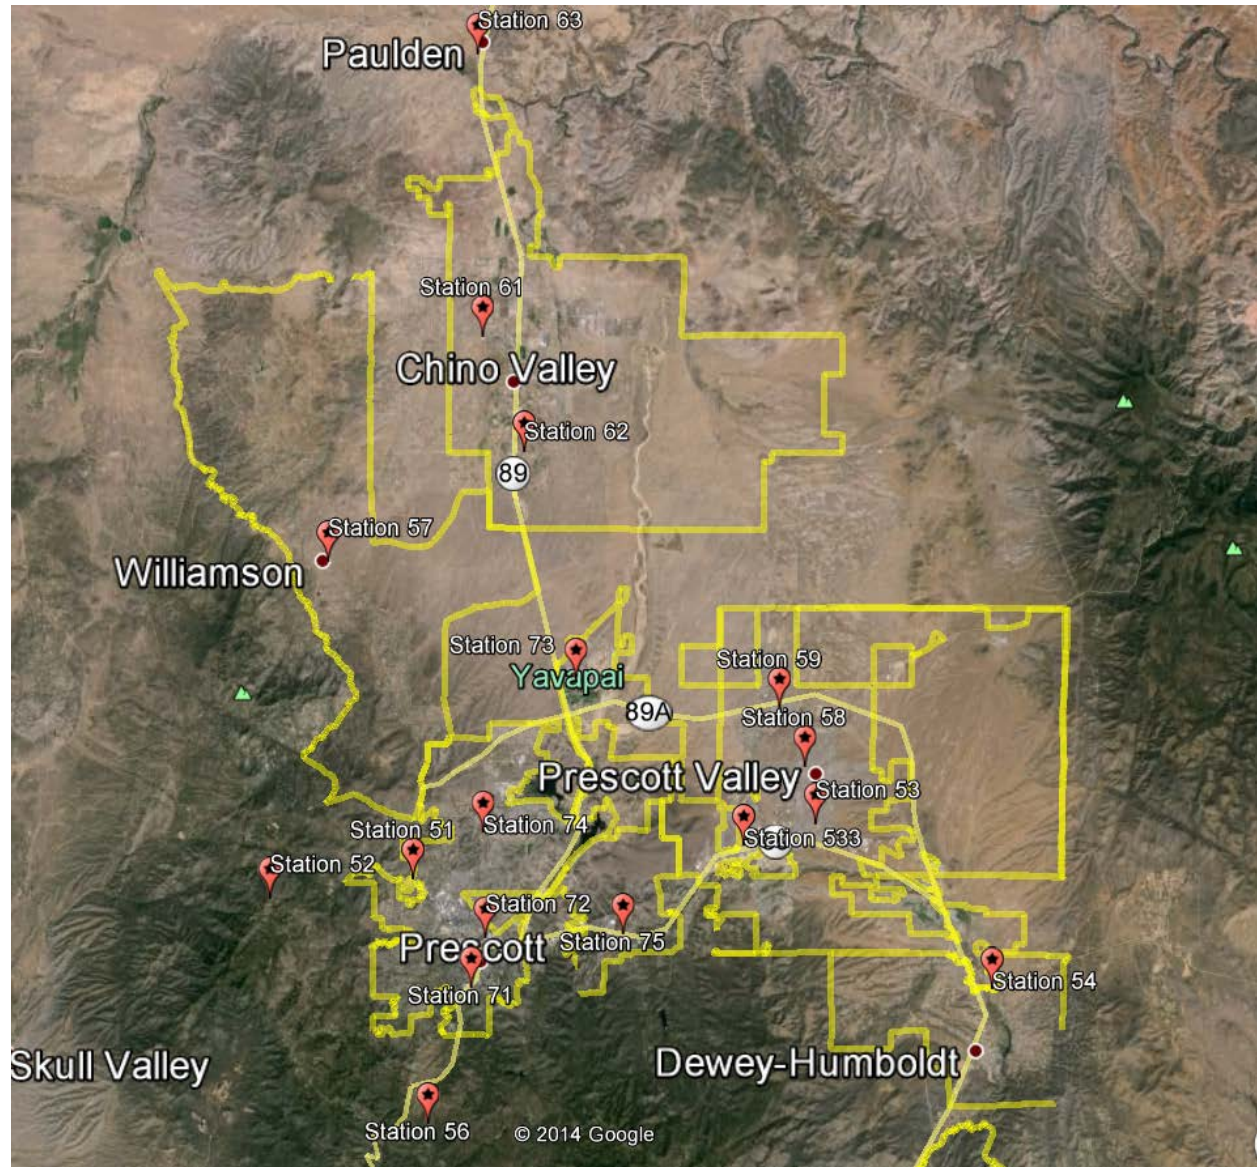 Station 63
Paulden
Station 61
Chino Valley
Station 62
89
Station 57
Williamson
Station 73
Station 59
Yavapai
89A
Station 58
Prescott Valley
Station 53
Station 74
Station 533
Station 51
Station 52
Station 72
Prescott
Station 75
Station 71
Station 54
Skull Valley
Dewey-Humboldt
Station 56
© 2014 Google